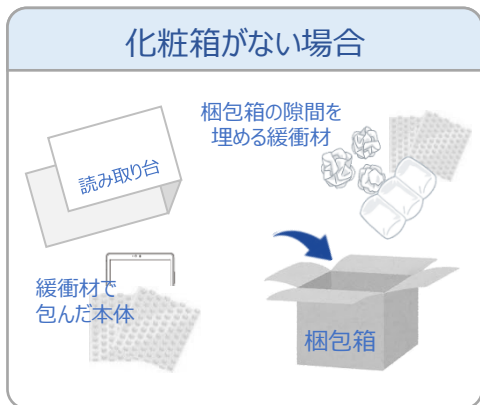 化粧箱がない場合
梱包箱の隙間を
埋める緩衝材
読み取り台
緩衝材で
包んだ本体
梱包箱